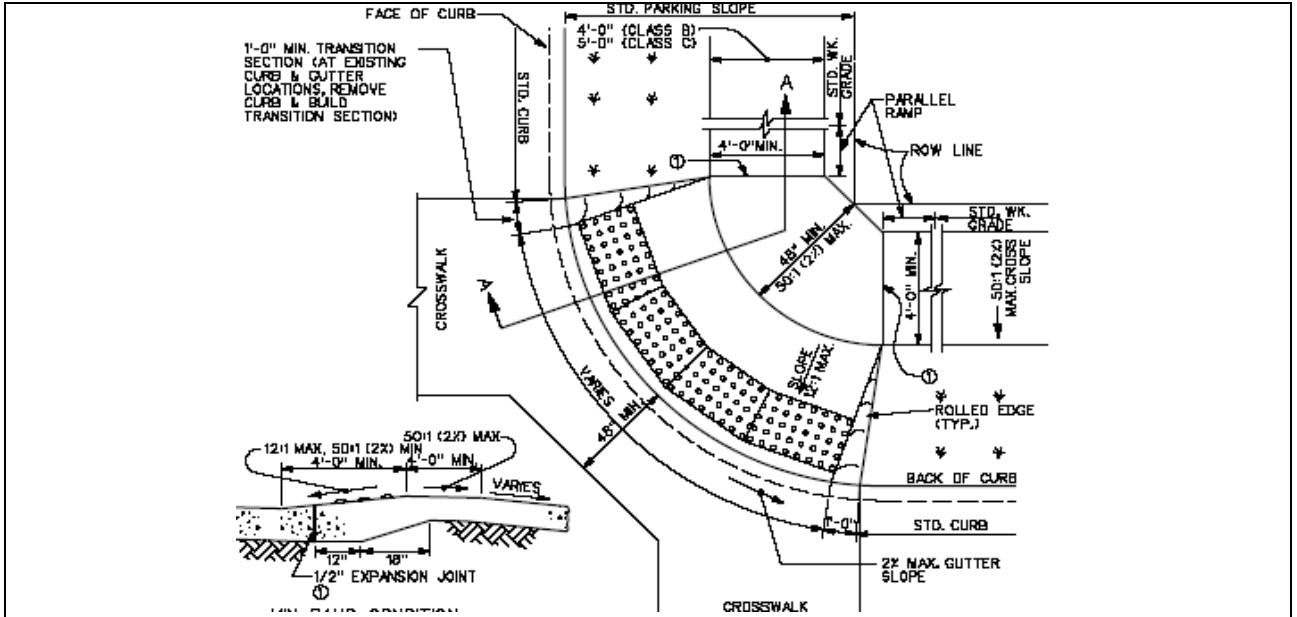 STD. PARKING SLOPE
FACE OF CURB
4'-0" (CLASS B)
5'-0" (CLASS C)
1'-0" MIN. TRANSITION
SECTION (AT EXISTING
CURB & GUTTER
LOCATIONS, REMOVE
CURB & BUILD
TRANSITION SECTION)
STD. CURB
STD. WK.
GRADE
A
PARALLEL
RAMP
4'-0" MIN.
1
ROW LINE
STD. WK.
GRADE
48" MIN.
50:1 (2%) MAX.
4'-0" MIN.
50:1 (2%)
MAX. CROSS
SLOPE
A
CROSSWALK
VARIES
48" MIN.
SLOPE
12:1 MAX.
1
ROLLED EDGE
(TYP.)
BACK OF CURB
1'-0"
STD. CURB
2% MAX. GUTTER
SLOPE
CROSSWALK
12:1 MAX, 50:1 (2%) MIN
50:1 (2%) MAX
4'-0" MIN.
4'-0" MIN.
VARIES
12"
18"
1/2" EXPANSION JOINT
1
MIN. RAMP CONDITION